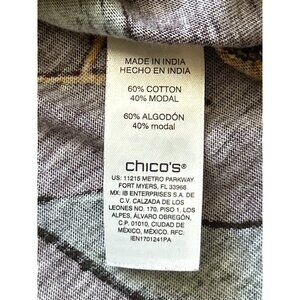 MADE IN INDIA
HECHO EN INDIA
60% COTTON
40% MODAL
60% ALGODÓN
40% modal
chico's®
US: 11215 METRO PARKWAY
FORT MYERS, FL 33966
MX: IB ENTERPRISES S.A. DE
C.V. CALZADA DE LOS
LEONES NO. 170, PISO 1, LOS
ALPES, ÁLVARO OBREGÓN,
C.P. 01010, CIUDAD DE
MÉXICO, MÉXICO. RFC:
IEN1701241PA